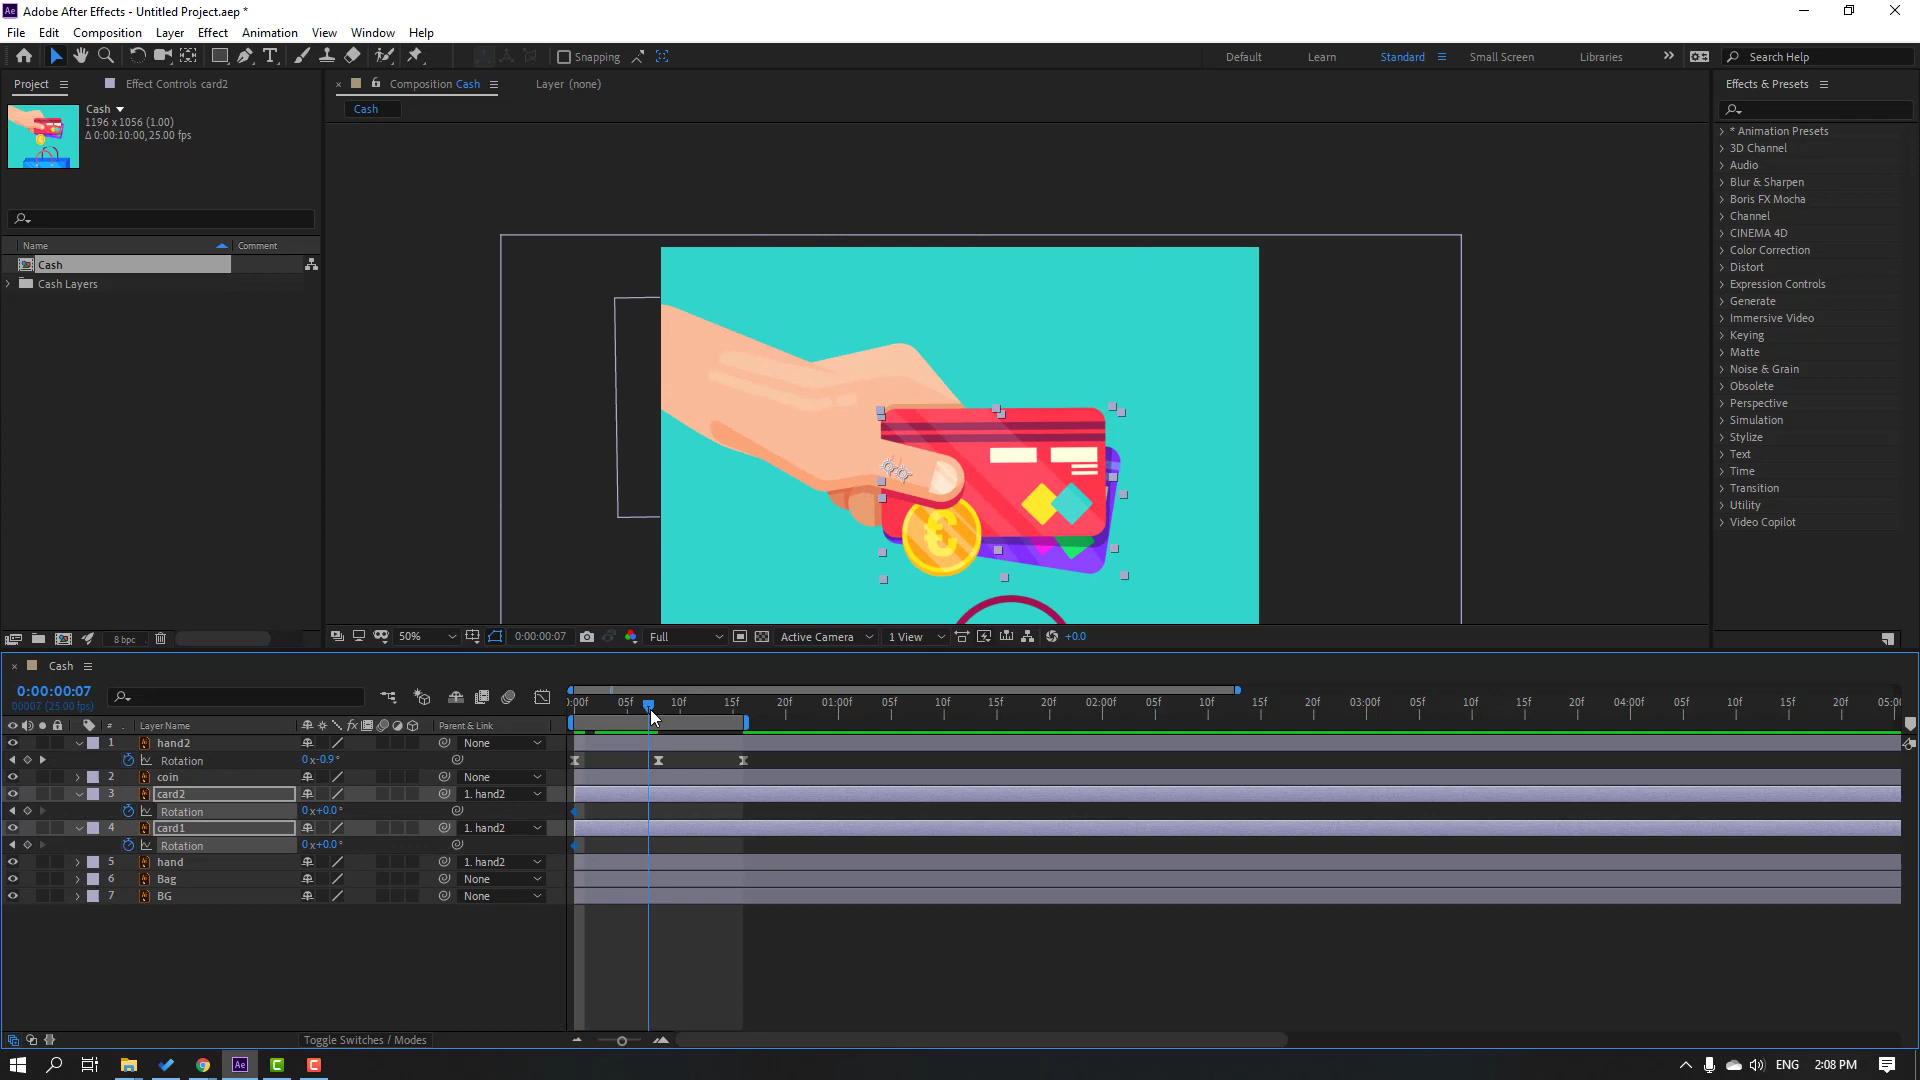 Adobe After Effects - Untitled Project.aep *
File Edit Composition Layer Effect Animation View Window Help
Snapping
Default Learn Standard Small Screen Libraries Search Help
Project Effect Controls card2 Composition Cash Layer (none) Effects & Presets
Cash
1196 x 1056 (1.00)
Δ 0:00:10:00, 25.00 fps
Cash
Name Comment
Cash
Cash Layers
* Animation Presets
3D Channel
Audio
Blur & Sharpen
Boris FX Mocha
Channel
CINEMA 4D
Color Correction
Distort
Expression Controls
Generate
Immersive Video
Keying
Matte
Noise & Grain
Obsolete
Perspective
Simulation
Stylize
Text
Time
Transition
Utility
Video Copilot
€
8 bpc 50% 0:00:00:07 Full Active Camera 1 View +0.0
Cash
0:00:00:07
00007 (25.00 fps)
:00f 05f 10f 15f 20f 01:00f 05f 10f 15f 20f 02:00f 05f 10f 15f 20f 03:00f 05f 10f 15f 20f 04:00f 05f 10f 15f 20f 05:00
# . Layer Name fx Parent & Link
1 hand2 None
Rotation 0 x-0.9 °
2 coin None
3 card2 1. hand2
Rotation 0 x+0.0 °
4 card1 1. hand2
Rotation 0 x+0.0 °
5 hand 1. hand2
6 Bag None
7 BG None
Toggle Switches / Modes
Ae C C ENG 2:08 PM